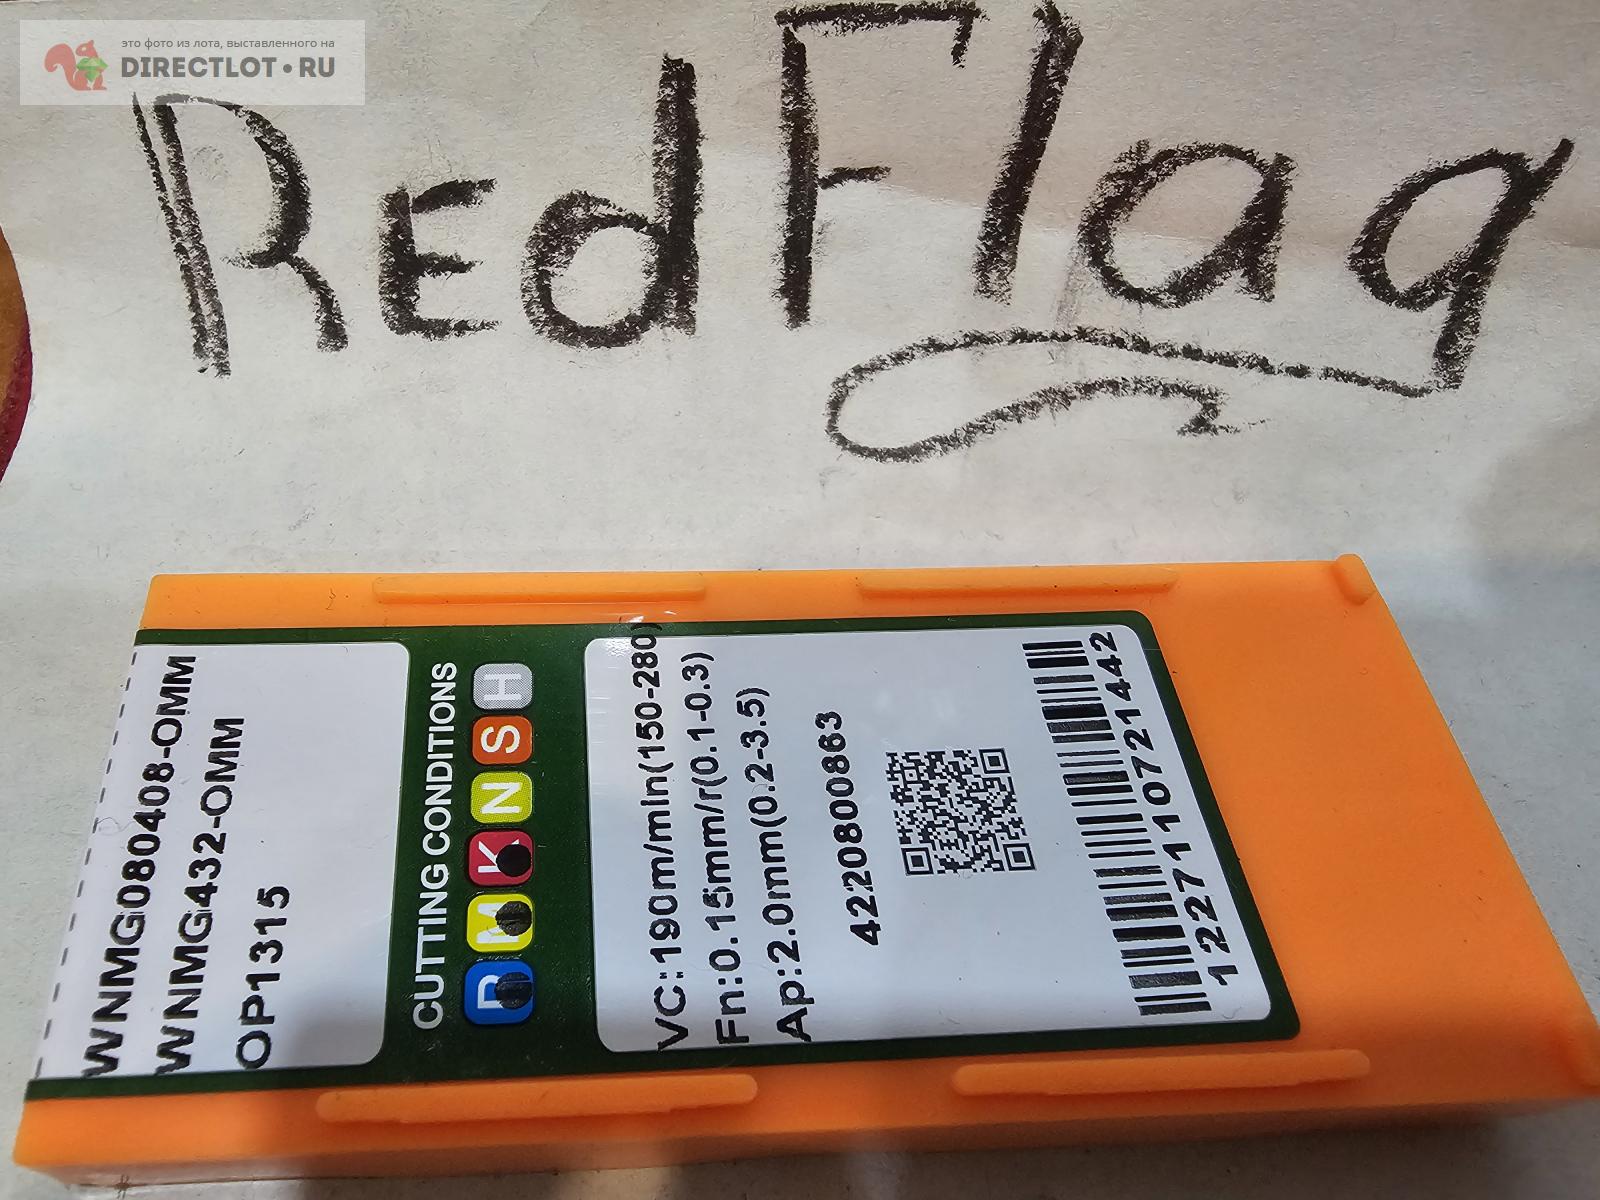 это фото из лота, выставленного на
DIRECTLOT.RU
REdFlag
WNMG080408-OMM
WNMG432-OMM
OP1315
CUTTING CONDITIONS
P M K N S H
VC:190m/min(150-280)
Fn:0.15mm/r(0.1-0.3)
Ap:2.0mm(0.2-3.5)
4220800863
1227110721442